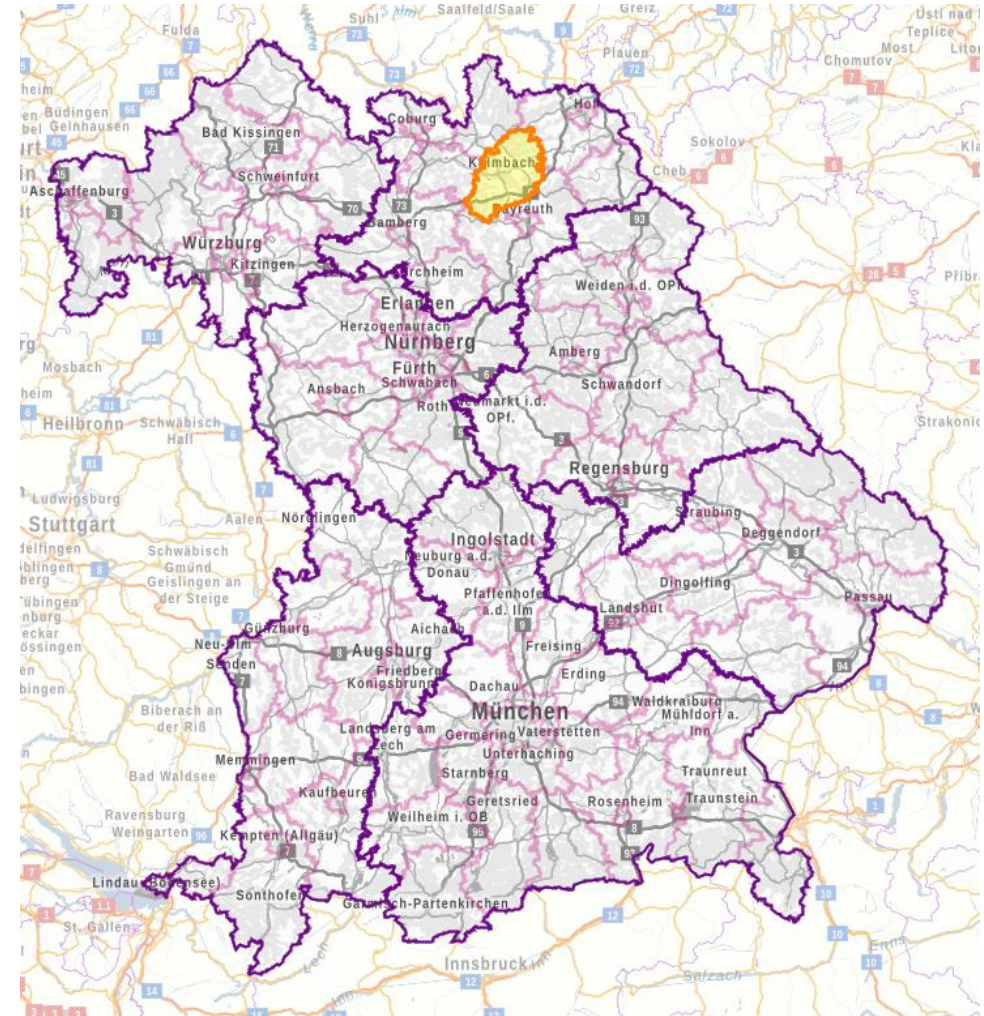 Suhl
Saalfeld/Saale
Greiz
Ústí nad
Fulda
Werra
Teplice
Plauen
Most
Chomutov
Büdingen
Gelnhausen
Coburg
Hof
Bad Kissingen
Sokolov
Kulmbach
Schweinfurt
Cheb
Aschaffenburg
Bayreuth
Bamberg
Würzburg
Kitzingen
Forchheim
Weiden i.d. OPf.
Erlangen
Herzogenaurach
Nürnberg
Mosbach
Fürth
Amberg
Schwabach
Schwandorf
Ansbach
Neumarkt i.d.
OPf.
Roth
Heilbronn
Schwäbisch
Hall
Regensburg
Ludwigsburg
Stuttgart
Aalen
Nördlingen
Straubing
Ingolstadt
Deggendorf
Schwäbisch
Gmünd
Neuburg a.d.
Donau
Geislingen an
der Steige
Dingolfing
Pfaffenhofen
a.d. Ilm
Passau
Landshut
Günzburg
Aichach
Neu-Ulm
Freising
Senden
Augsburg
Friedberg
Erding
Königsbrunn
Dachau
Biberach an
der Riß
München
Waldkraiburg
Mühldorf a.
Inn
Landsberg am
Lech
Germering
Vaterstetten
Unterhaching
Memmingen
Bad Waldsee
Starnberg
Traunreut
Kaufbeuren
Geretsried
Rosenheim
Traunstein
Ravensburg
Weingarten
Weilheim i. OB
Kempten (Allgäu)
Lindau (Bodensee)
Sonthofen
Garmisch-Partenkirchen
St. Gallen
Innsbruck
Inn
Lech
Salzach
Enns